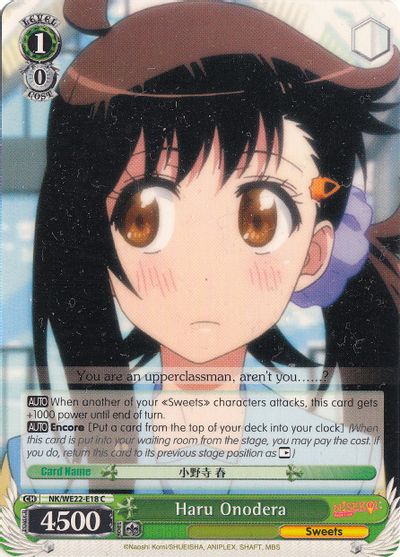 LEVEL
1
0
COST
You are an upperclassman, aren't you……?
AUTO When another of your «Sweets» characters attacks, this card gets
+1000 power until end of turn.
AUTO Encore [Put a card from the top of your deck into your clock] (When
this card is put into your waiting room from the stage, you may pay the cost. If you
do, return this card to its previous stage position as )
Card Name
小野寺 春
CH NK/WE22-E18 C
4500
Haru Onodera
NISEKOI
Sweets
©Naoshi Komi/SHUEISHA, ANIPLEX, SHAFT, MBS